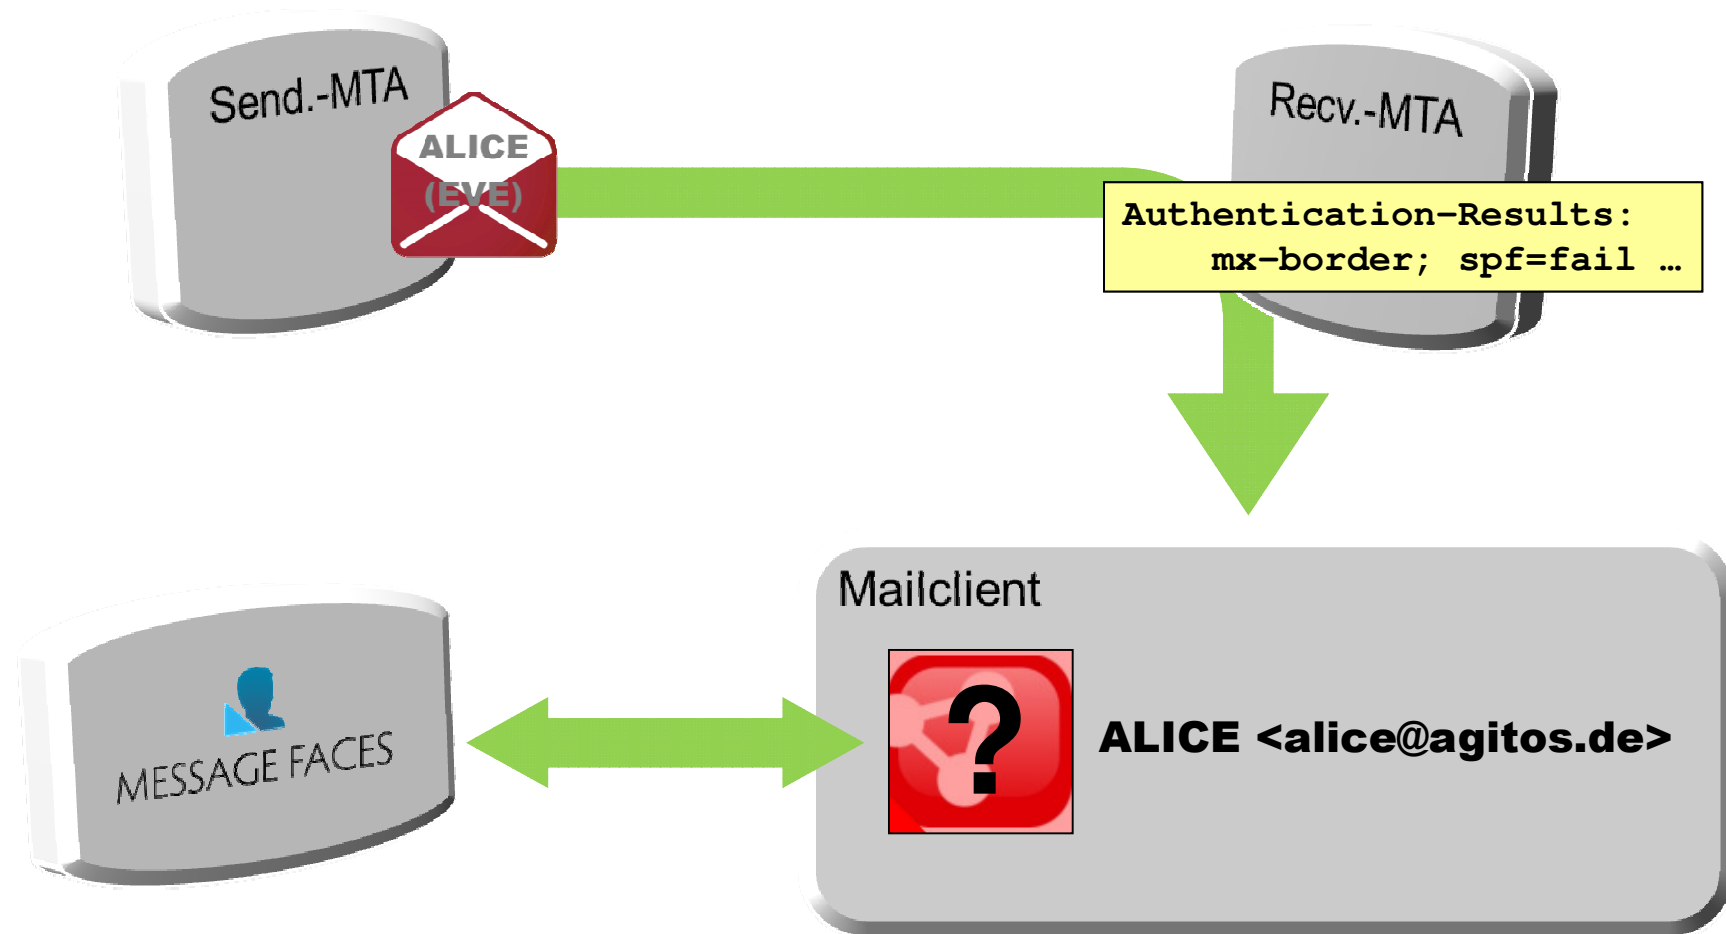 Send.-MTA
ALICE
(EVE)
Recv.-MTA
Authentication-Results:
mx-border; spf=fail …
Mailclient
?
ALICE <alice@agitos.de>
MESSAGE FACES